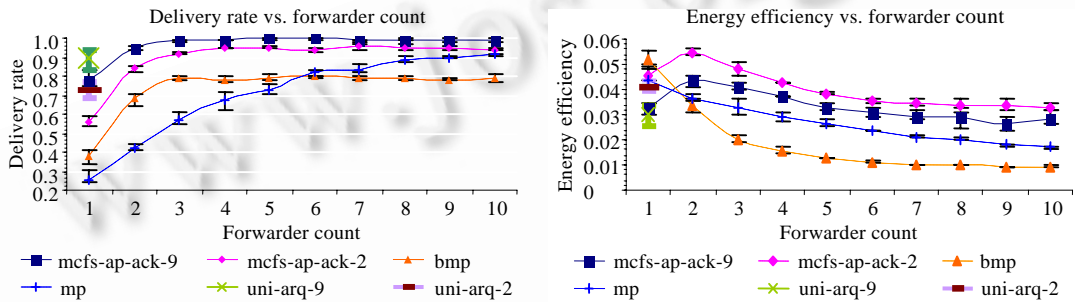 Delivery rate vs. forwarder count
Delivery rate
1.0
0.9
0.8
0.7
0.6
0.5
0.4
0.3
0.2
1 2 3 4 5 6 7 8 9 10
Forwarder count
mcfs-ap-ack-9 mcfs-ap-ack-2 bmp
mp uni-arq-9 uni-arq-2
Energy efficiency vs. forwarder count
Energy efficiency
0.06
0.05
0.04
0.03
0.02
0.01
0
1 2 3 4 5 6 7 8 9 10
Forwarder count
mcfs-ap-ack-9 mcfs-ap-ack-2 bmp
mp uni-arq-9 uni-arq-2